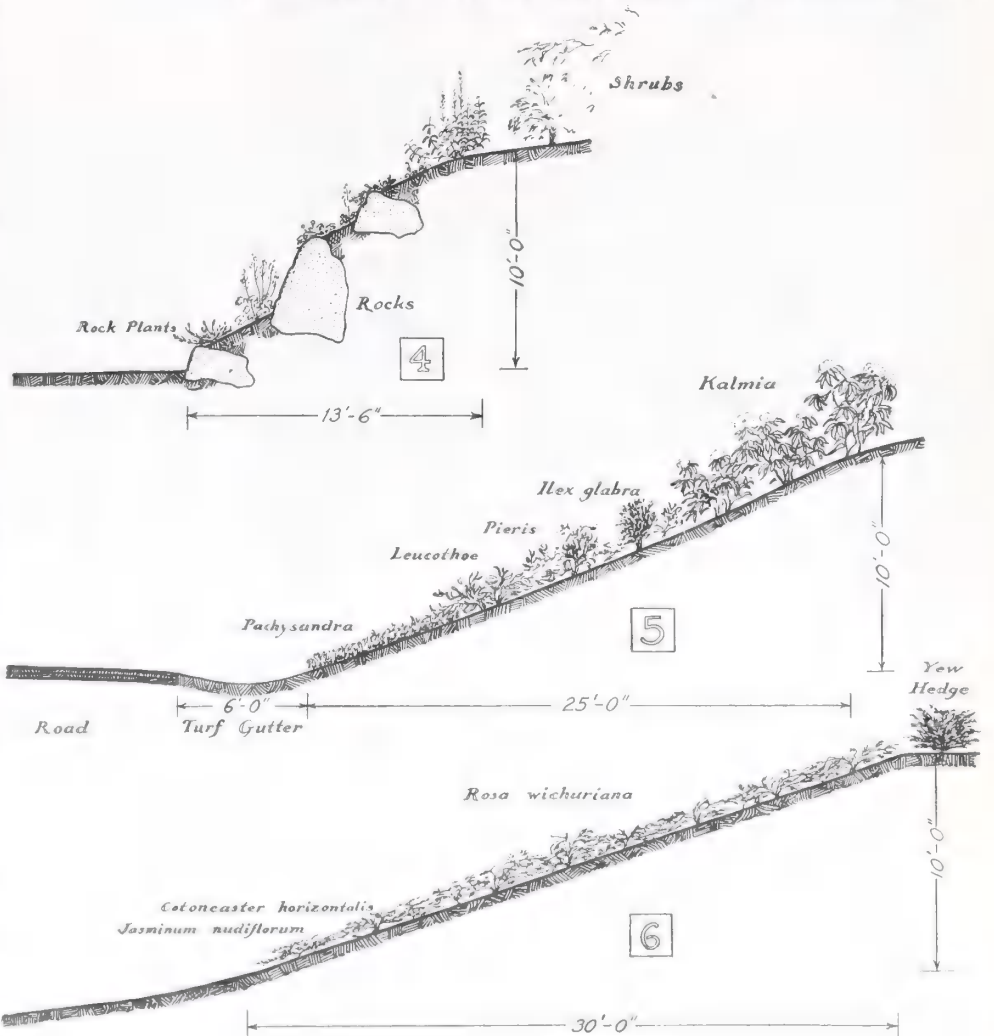 Shrubs
10'-0"
Rocks
Rock Plants
4
13'-6"
Kalmia
Ilex glabra
Pieris
Leucothoe
10'-0"
Pachysandra
5
Yew
Hedge
6'-0"
25'-0"
Road
Turf Gutter
Rosa wichuriana
10'-0"
Cotoneaster horizontalis
Jasminum nudiflorum
6
30'-0"